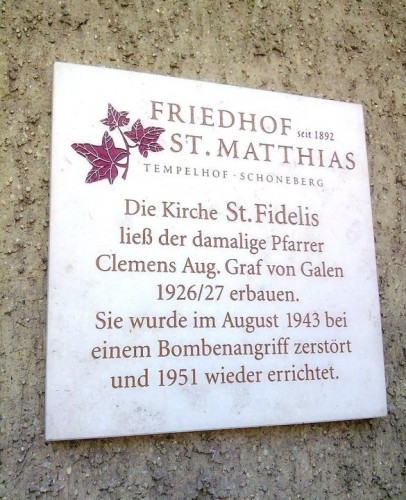 FRIEDHOF
seit 1892
ST. MATTHIAS
TEMPELHOF · SCHÖNEBERG
Die Kirche St. Fidelis
ließ der damalige Pfarrer
Clemens Aug. Graf von Galen
1926/27 erbauen.
Sie wurde im August 1943 bei
einem Bombenangriff zerstört
und 1951 wieder errichtet.